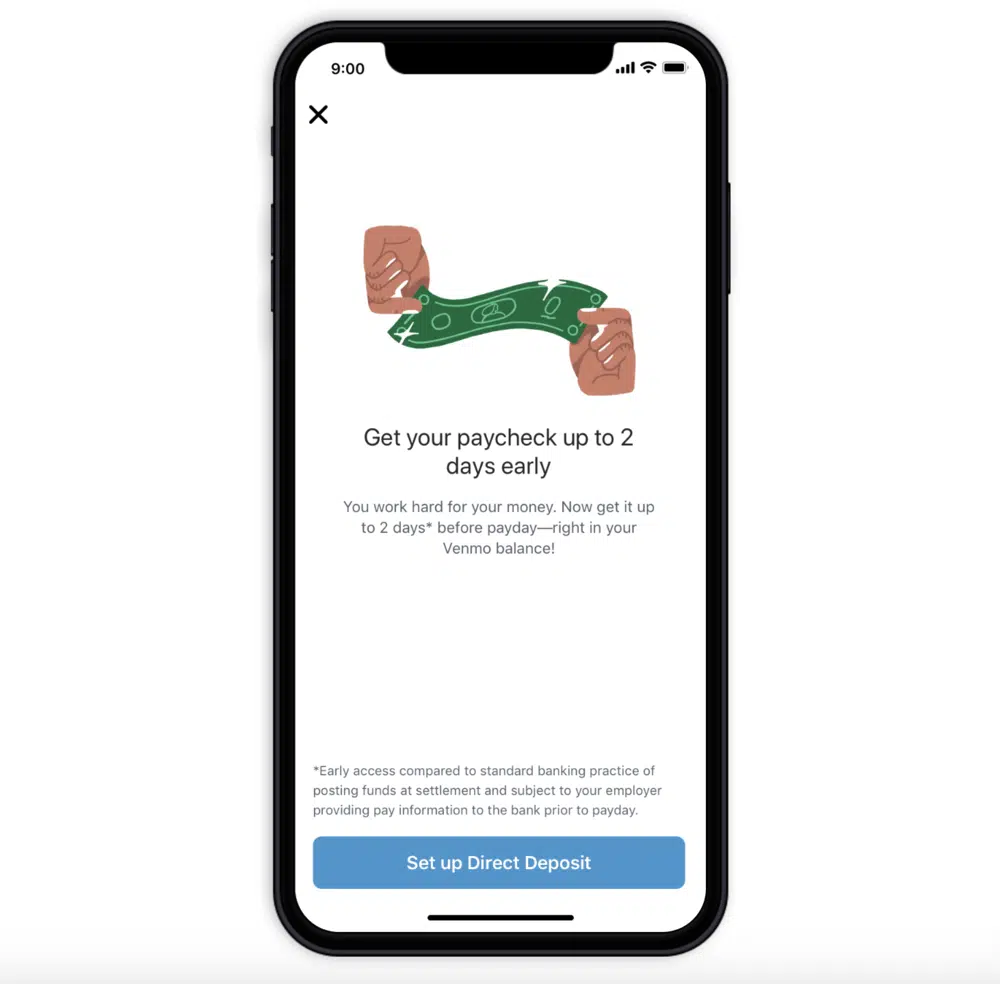 9:00
Get your paycheck up to 2
days early
You work hard for your money. Now get it up
to 2 days* before payday—right in your
Venmo balance!
*Early access compared to standard banking practice of
posting funds at settlement and subject to your employer
providing pay information to the bank prior to payday.
Set up Direct Deposit